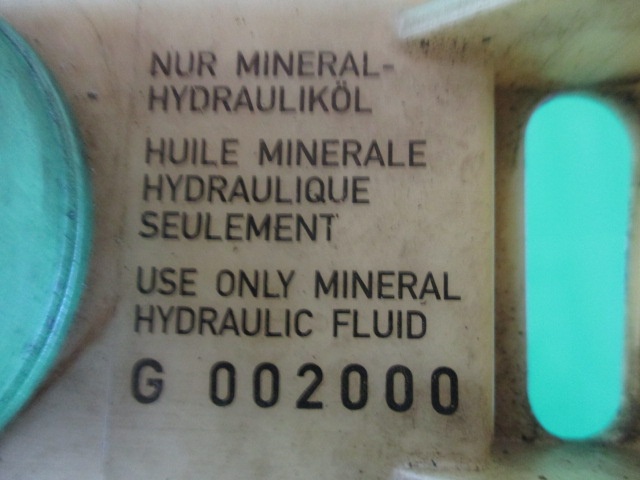 NUR MINERAL-
HYDRAULIKÖL
HUILE MINERALE
HYDRAULIQUE
SEULEMENT
USE ONLY MINERAL
HYDRAULIC FLUID
G 002000